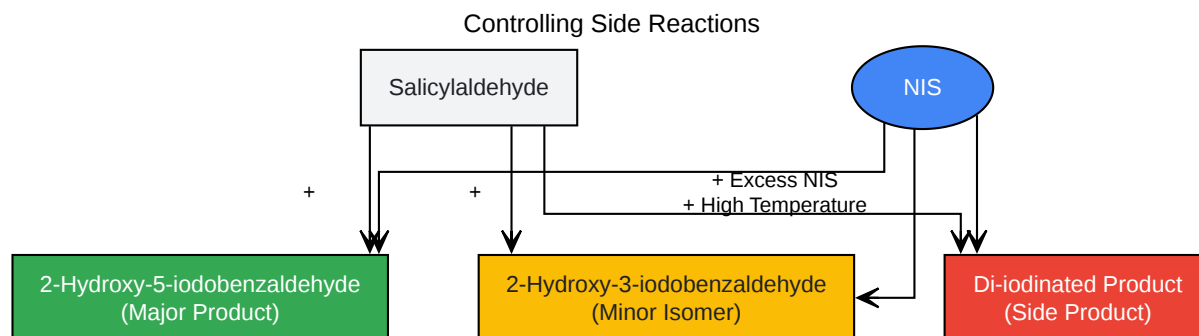 Controlling Side Reactions
Salicylaldehyde
NIS
+
+
+ Excess NIS
+ High Temperature
2-Hydroxy-5-iodobenzaldehyde
(Major Product)
2-Hydroxy-3-iodobenzaldehyde
(Minor Isomer)
Di-iodinated Product
(Side Product)